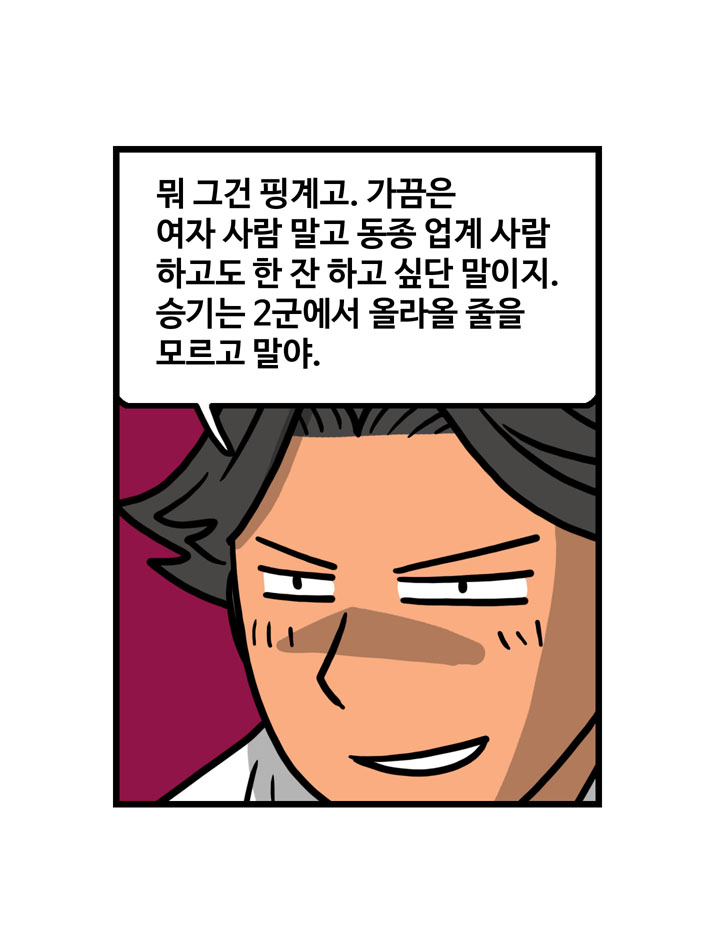 뭐 그건 핑계고. 가끔은
여자 사람 말고 동종 업계 사람
하고도 한 잔 하고 싶단 말이지.
승기는 2군에서 올라올 줄을
모르고 말야.